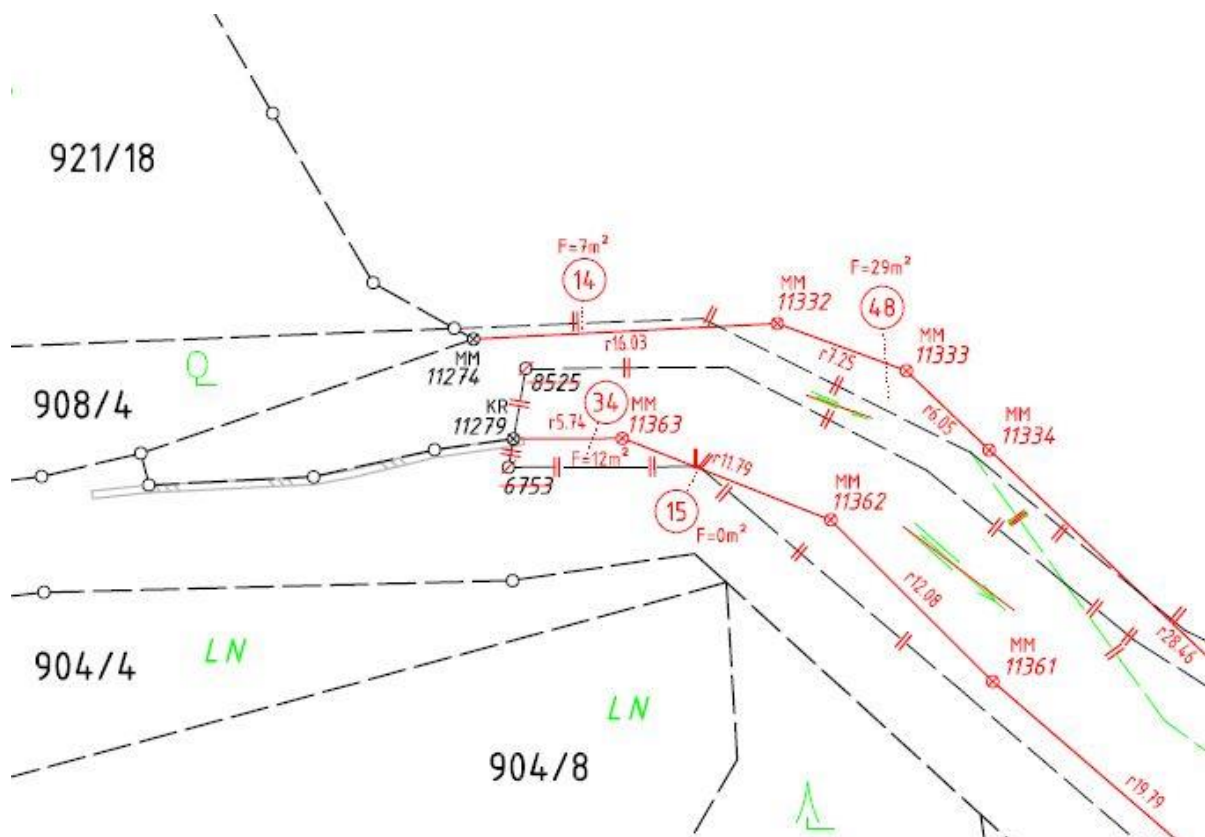 921/18
F=7m²
14
MM
11332
F=29m²
48
MM
11333
r16.03
r7.25
MM
11274
8525
908/4
KR
11279
34
MM
11363
r5.74
r6.05
MM
11334
F=12m²
r11.79
6753
MM
11362
15
F=0m²
r12.08
r28.46
904/4
LN
MM
11361
LN
904/8
r19.79